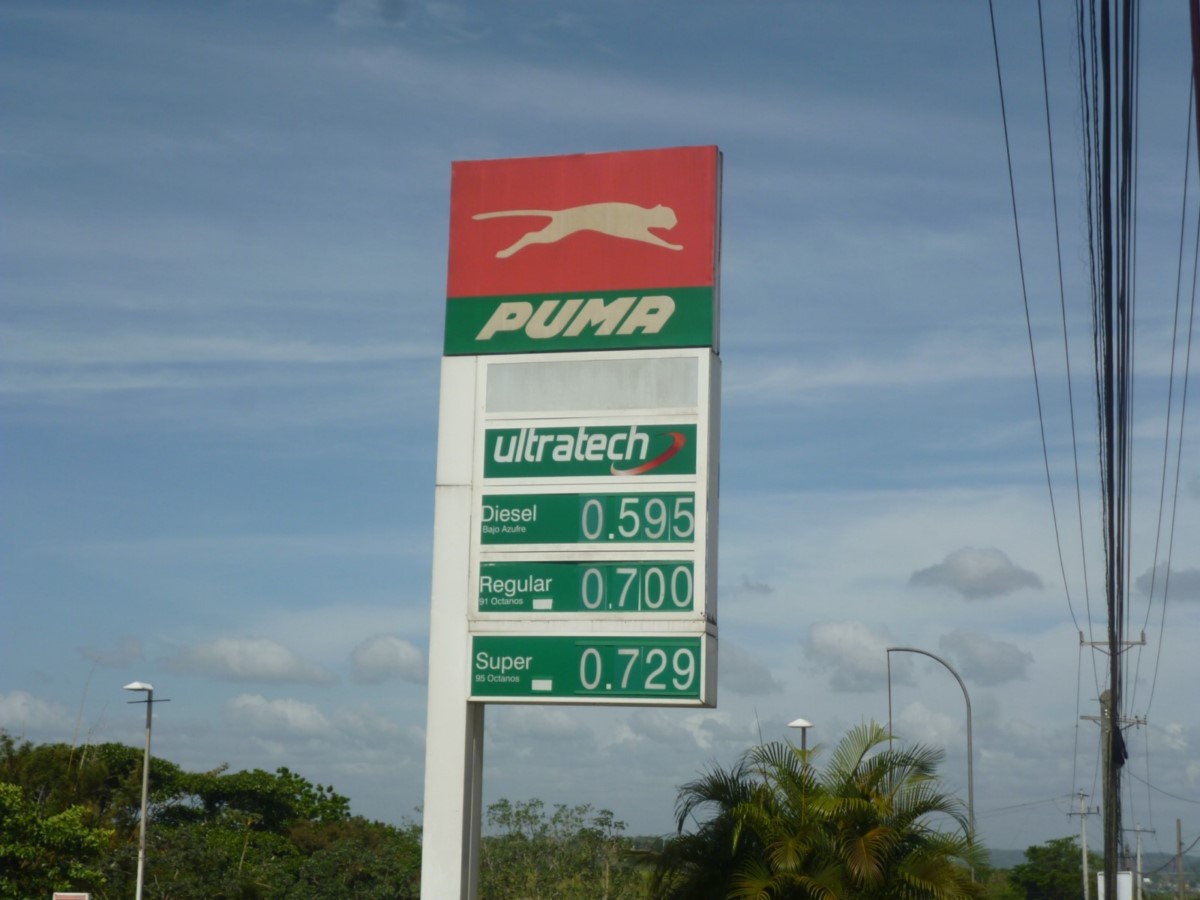 PUMA
ultratech
Diesel 0.595
Bajo Azufre
Regular 0.700
91 Octanos
Super 0.729
95 Octanos